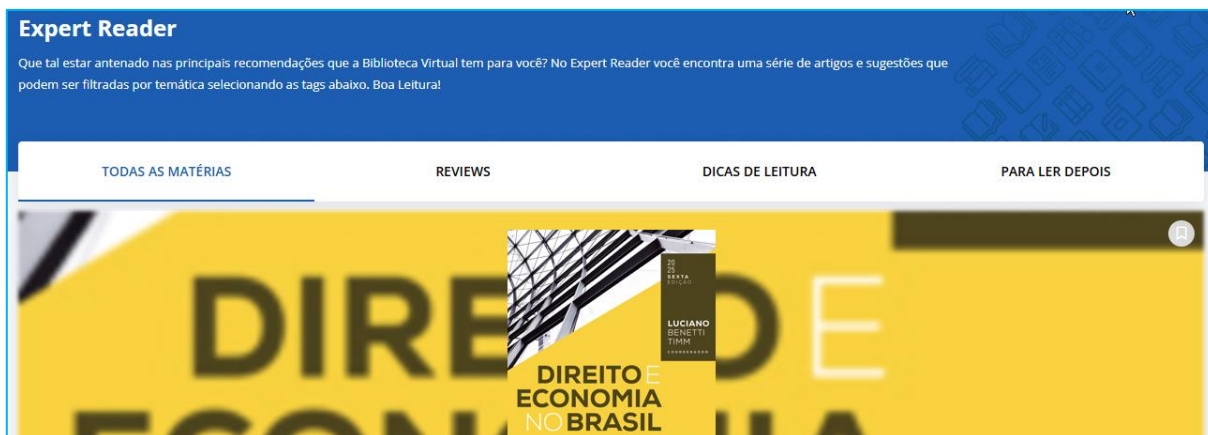 Expert Reader
Que tal estar antenado nas principais recomendações que a Biblioteca Virtual tem para você? No Expert Reader você encontra uma série de artigos e sugestões que
podem ser filtradas por temática selecionando as tags abaixo. Boa Leitura!
TODAS AS MATÉRIAS
REVIEWS
DICAS DE LEITURA
PARA LER DEPOIS
DIRE O E
20
25
SEXTA
EDIÇÃO
LUCIANO
BENETTI
TIMM
COORDENADOR
DIREITO E
ECONOMIA
NO BRASIL